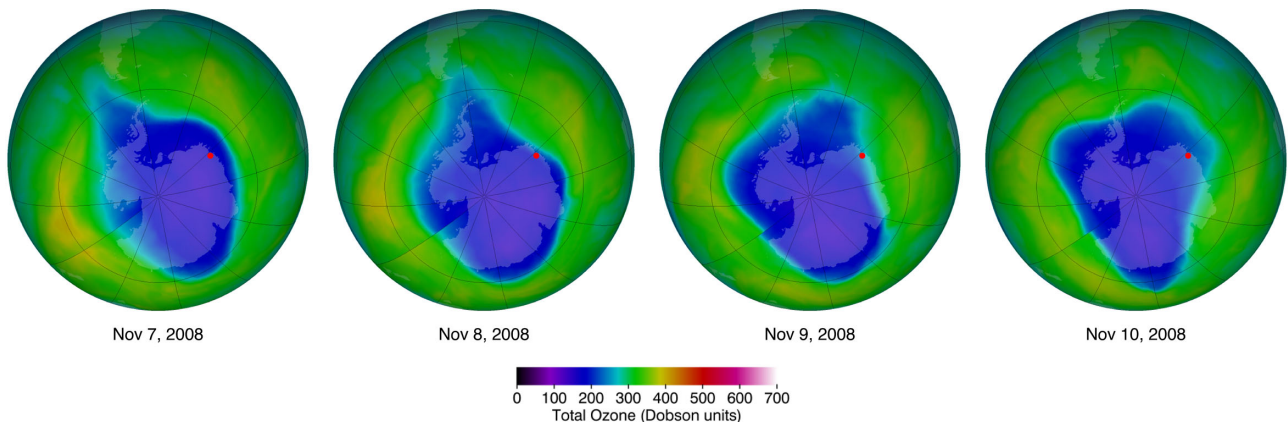 Nov 7, 2008
Nov 8, 2008
Nov 9, 2008
Nov 10, 2008
0 100 200 300 400 500 600 700
Total Ozone (Dobson units)